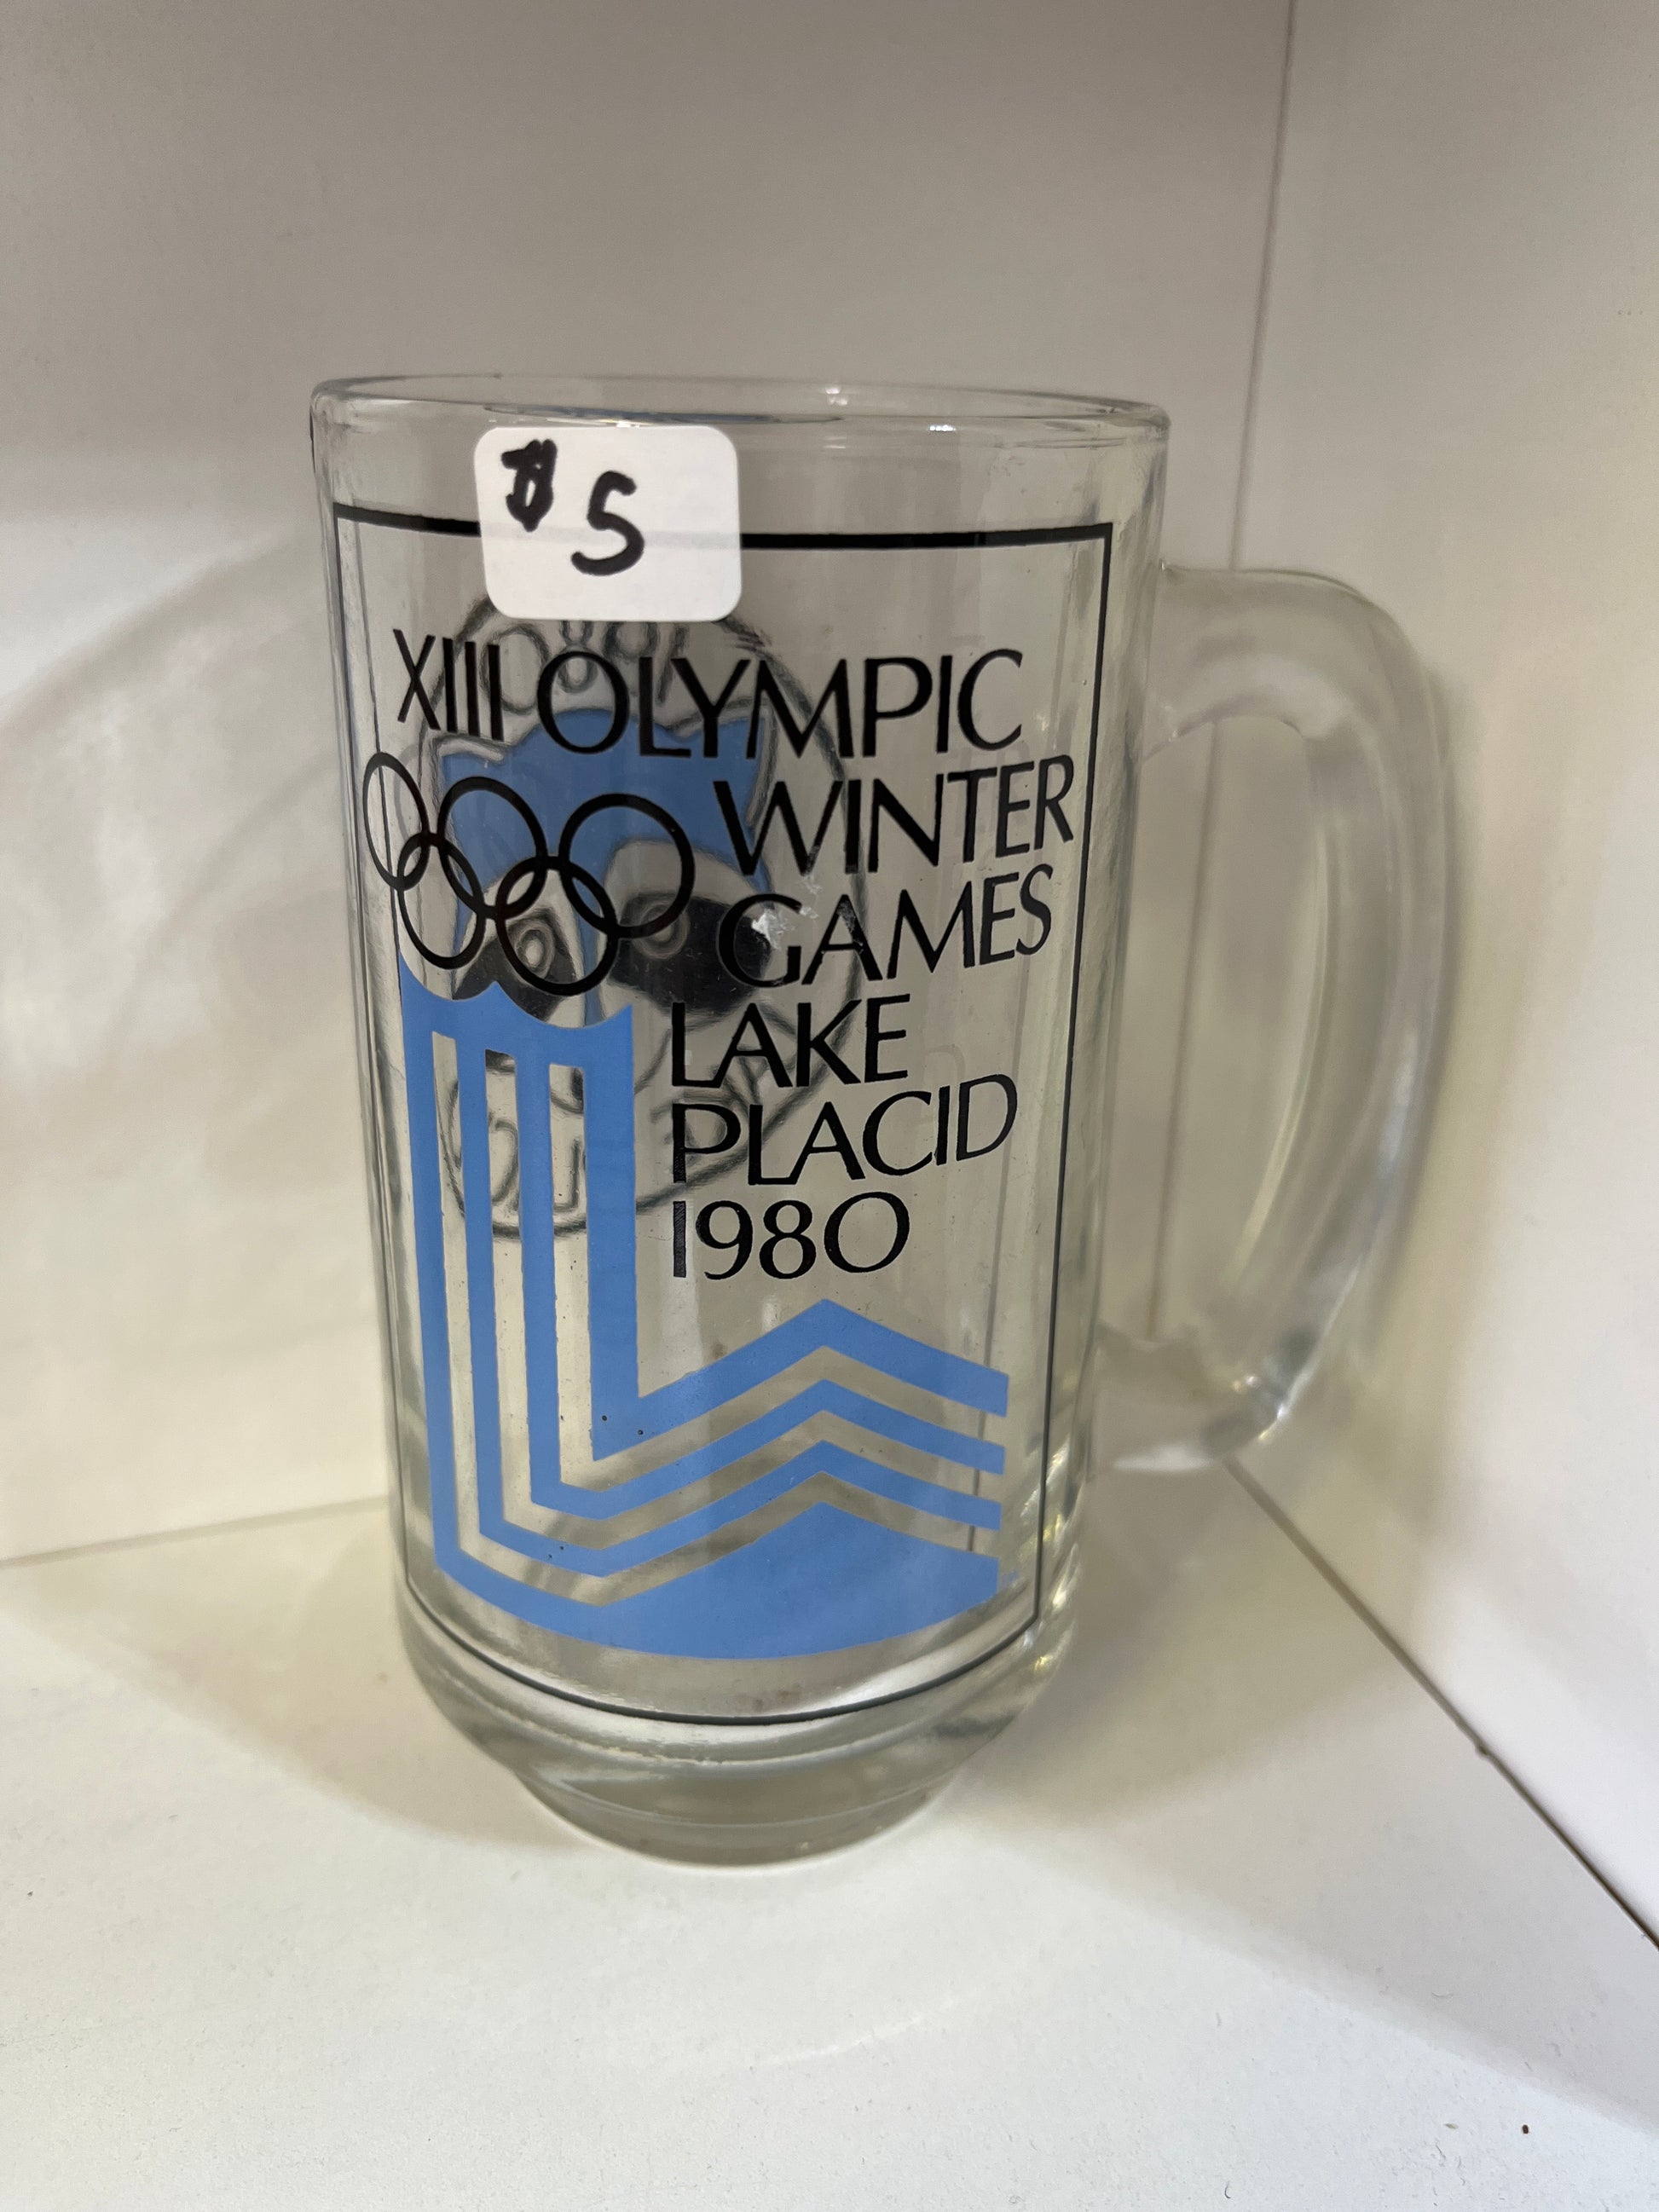 $5
XIII OLYMPIC
WINTER
GAMES
LAKE
PLACID
1980